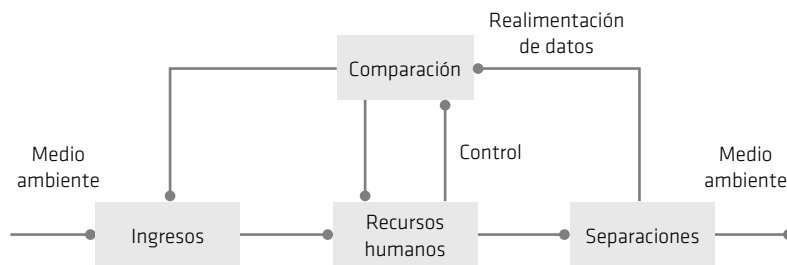 Realimentación
de datos
Comparación
Medio
ambiente
Control
Medio
ambiente
Ingresos
Recursos
humanos
Separaciones